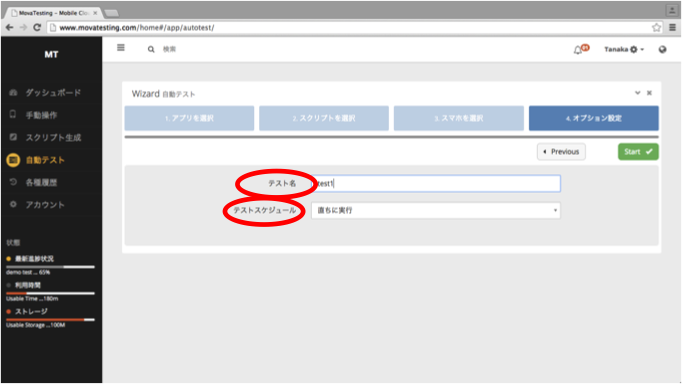 MovaTesting – Mobile Clo
www.movatesting.com/home#/app/autotest/
MT
検索
Tanaka
ダッシュボード
手動操作
スクリプト生成
自動テスト
各種履歴
アカウント
状態
最新進捗状況
demo test ... 65%
利用時間
Usable Time ...180m
ストレージ
Usable Storage ...100M
Wizard 自動テスト
1. アプリを選択
2. スクリプトを選択
3. スマホを選択
4. オプション設定
Previous
Start
テスト名
test1
テストスケジュール
直ちに実行